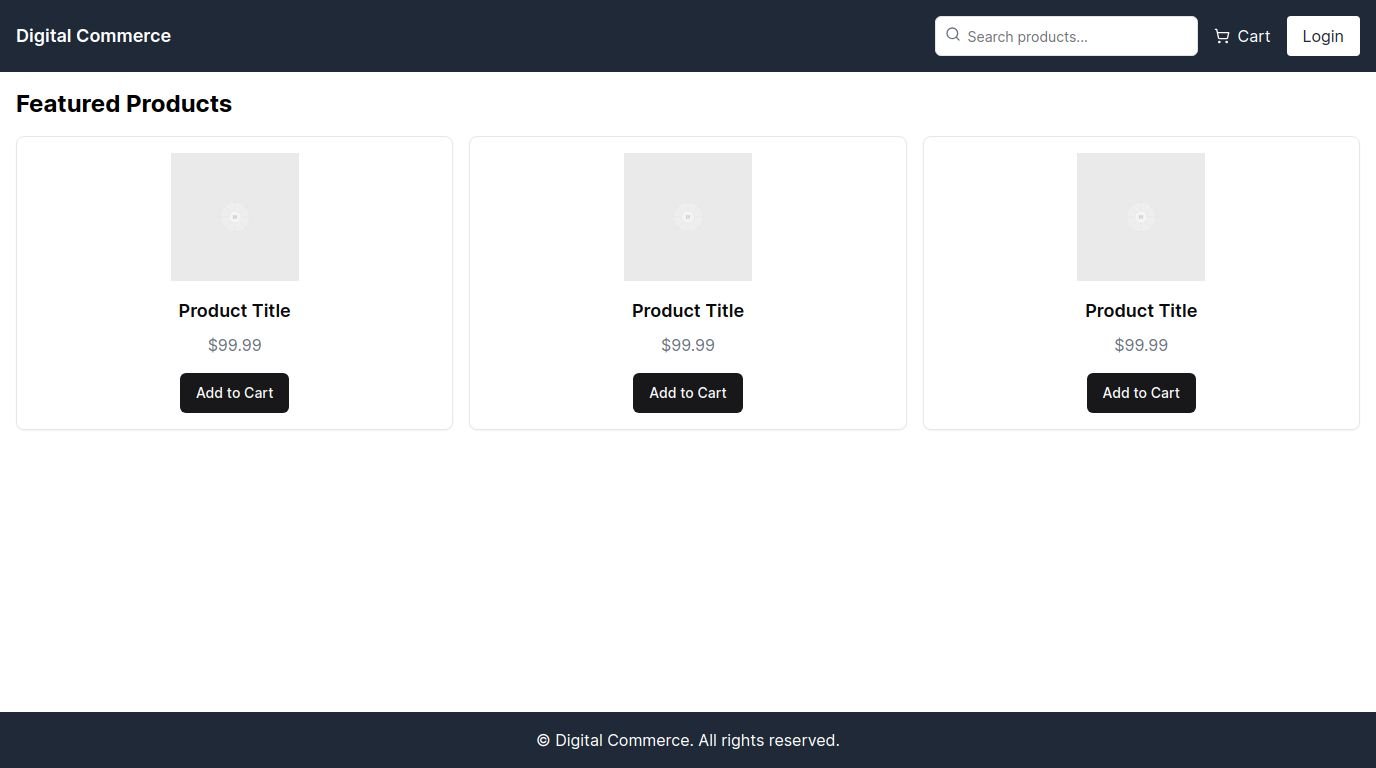 Digital Commerce
Search products...
Cart
Login
Featured Products
Product Title
$99.99
Add to Cart
Product Title
$99.99
Add to Cart
Product Title
$99.99
Add to Cart
© Digital Commerce. All rights reserved.